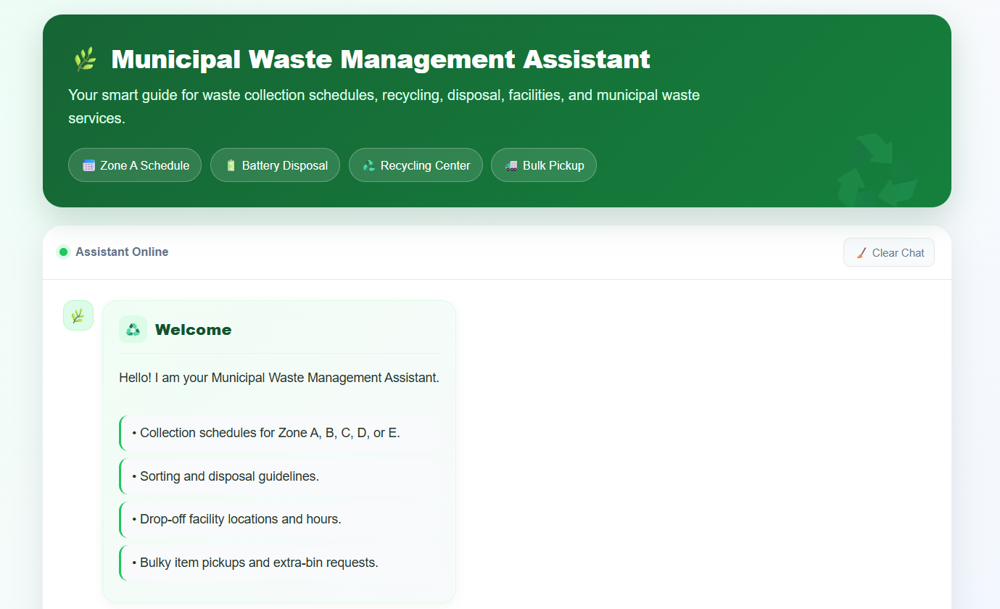 Municipal Waste Management Assistant
Your smart guide for waste collection schedules, recycling, disposal, facilities, and municipal waste
services.
Zone A Schedule
Battery Disposal
Recycling Center
Bulk Pickup
Assistant Online
Clear Chat
Welcome
Hello! I am your Municipal Waste Management Assistant.
• Collection schedules for Zone A, B, C, D, or E.
• Sorting and disposal guidelines.
• Drop-off facility locations and hours.
• Bulky item pickups and extra-bin requests.